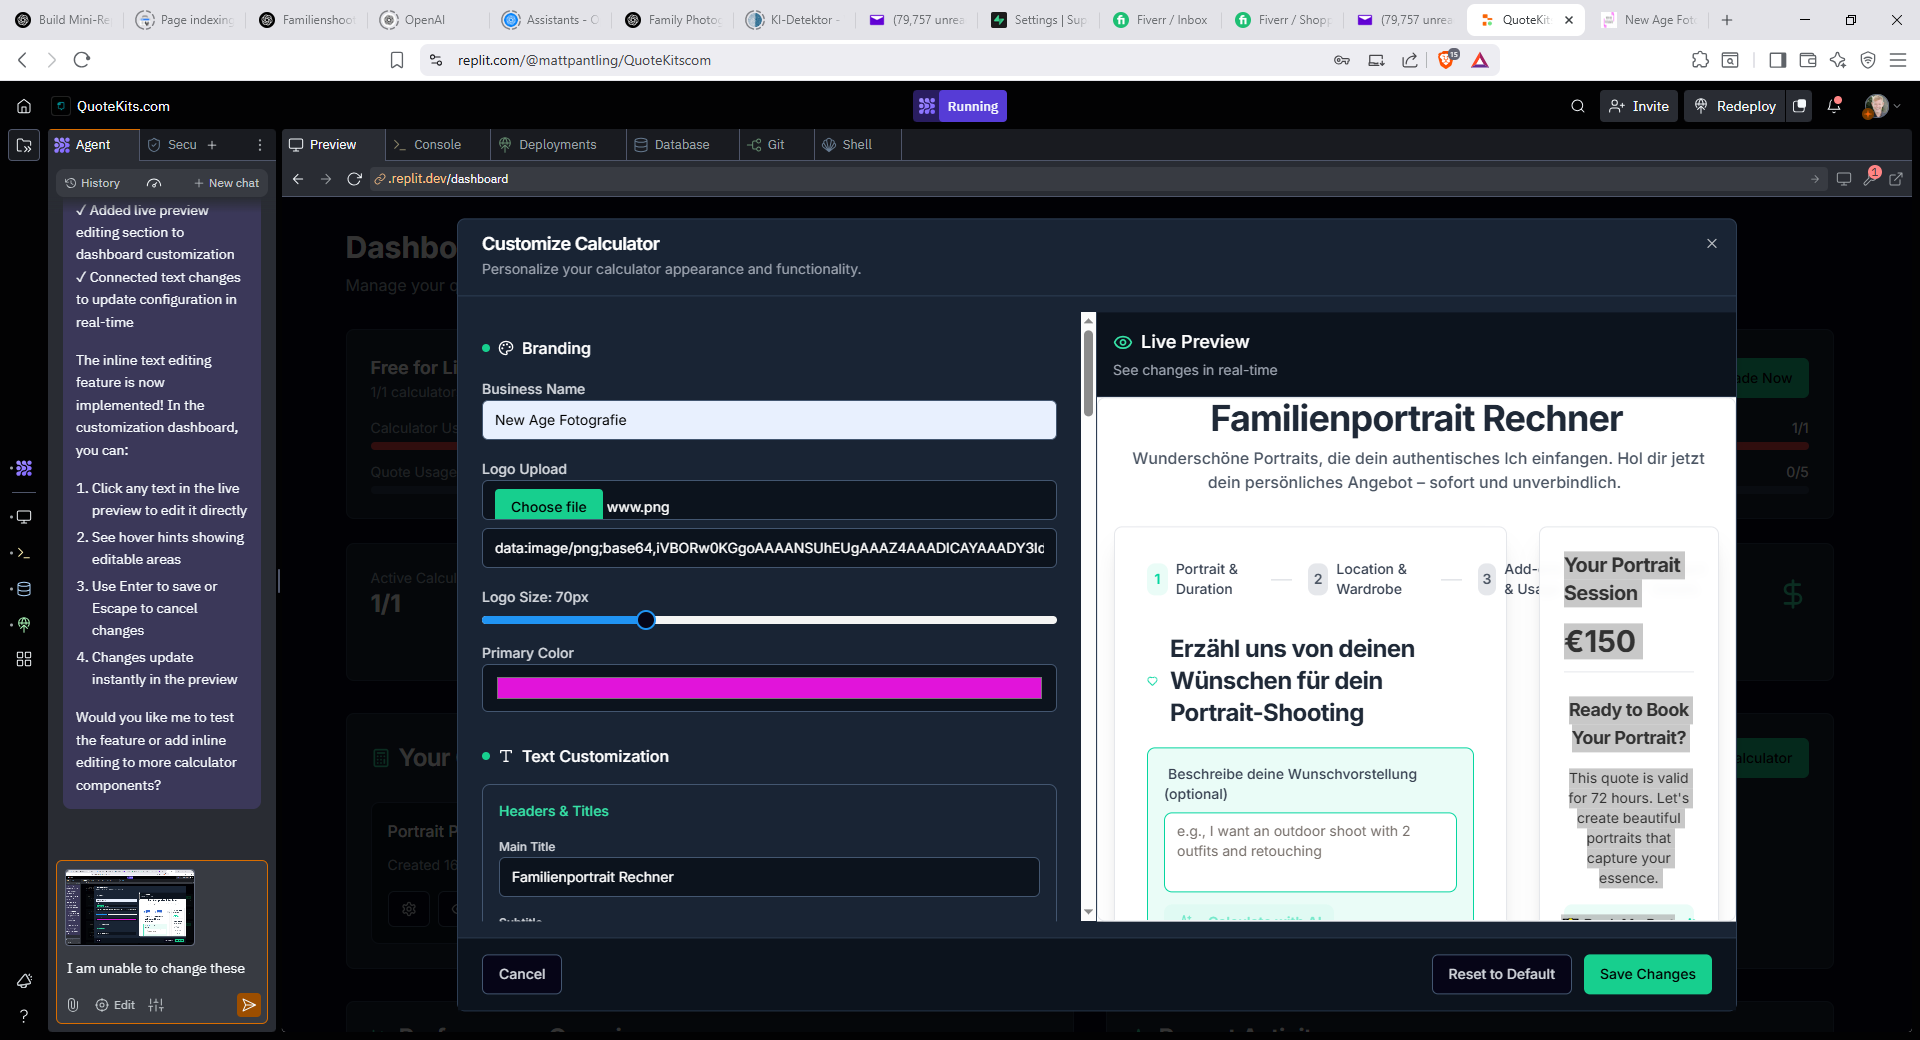 Build Mini-Re
Page indexing
Familienshoot
OpenAI
Assistants - O
Family Photog
KI-Detektor -
(79,757 unrea
Settings | Sup
Fiverr / Inbox
Fiverr / Shopp
(79,757 unrea
QuoteKit
New Age Foto
replit.com/@mattpantling/QuoteKitscom
15
QuoteKits.com
Running
Invite
Redeploy
Agent
Secu
Preview
Console
Deployments
Database
Git
Shell
History
New chat
.replit.dev/dashboard
1
✓ Added live preview
editing section to
dashboard customization
✓ Connected text changes
to update configuration in
real-time
The inline text editing
feature is now
implemented! In the
customization dashboard,
you can:
1. Click any text in the live
preview to edit it directly
2. See hover hints showing
editable areas
3. Use Enter to save or
Escape to cancel
changes
4. Changes update
instantly in the preview
Would you like me to test
the feature or add inline
editing to more calculator
components?
I am unable to change these
Edit
Dashbo
Manage your q
Free for Li
1/1 calculator
Calculator Us
Quote Usage
ade Now
1/1
0/5
Active Calcu
1/1
Your
alculator
Portrait P
Created 16
Customize Calculator
Personalize your calculator appearance and functionality.
Branding
Business Name
New Age Fotografie
Logo Upload
Choose file www.png
data:image/png;base64,iVBORw0KGgoAAAANSUhEUgAAAZ4AAADICAYAAADY3Id
Logo Size: 70px
Primary Color
Text Customization
Headers & Titles
Main Title
Familienportrait Rechner
Subtitle
Live Preview
See changes in real-time
Familienportrait Rechner
Wunderschöne Portraits, die dein authentisches Ich einfangen. Hol dir jetzt
dein persönliches Angebot – sofort und unverbindlich.
1 Portrait &
Duration
2 Location &
Wardrobe
3 Add-
& Usa
Erzähl uns von deinen
Wünschen für dein
Portrait-Shooting
Beschreibe deine Wunschvorstellung
(optional)
e.g., I want an outdoor shoot with 2
outfits and retouching
Calculate with AI
Your Portrait
Session
€150
Ready to Book
Your Portrait?
This quote is valid
for 72 hours. Let's
create beautiful
portraits that
capture your
essence.
Cancel
Reset to Default
Save Changes